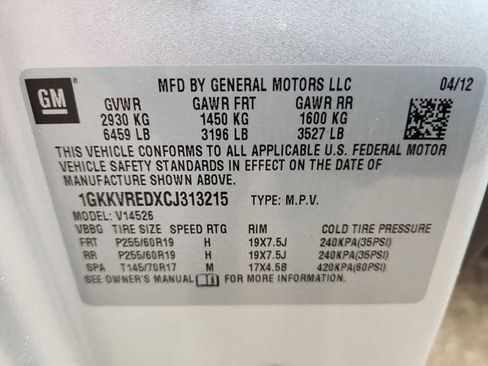 GM
MFD BY GENERAL MOTORS LLC 04/12
GVWR GAWR FRT GAWR RR
2930 KG 1450 KG 1600 KG
6459 LB 3196 LB 3527 LB
THIS VEHICLE CONFORMS TO ALL APPLICABLE U.S. FEDERAL MOTOR
VEHICLE SAFETY STANDARDS IN EFFECT ON THE DATE OF
MANUFACTURE SHOWN ABOVE.
1GKKVREDXCJ313215 TYPE: M.P.V.
MODEL: V14526
VBBG TIRE SIZE SPEED RTG RIM COLD TIRE PRESSURE
FRT P255/60R19 H 19X7.5J 240KPA(35PSI)
RR P255/60R19 H 19X7.5J 240KPA(35PSI)
SPA T145/70R17 M 17X4.5B 420KPA(60PSI)
SEE OWNER'S MANUAL FOR MORE INFORMATION.